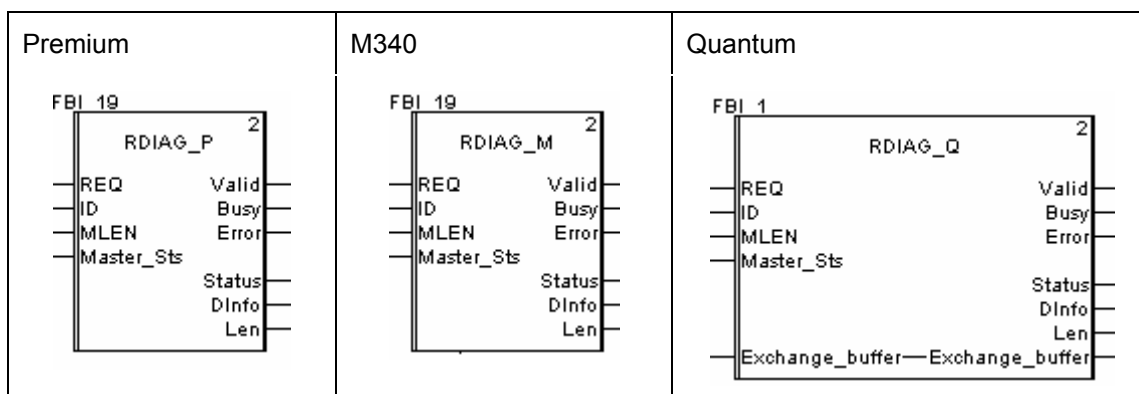 Premium
FBI_19
2
RDIAG_P
REQ Valid
ID Busy
MLEN Error
Master_Sts
Status
DInfo
Len
M340
FBI_19
2
RDIAG_M
REQ Valid
ID Busy
MLEN Error
Master_Sts
Status
DInfo
Len
Quantum
FBI_1
2
RDIAG_Q
REQ Valid
ID Busy
MLEN Error
Master_Sts
Status
DInfo
Len
Exchange_buffer Exchange_buffer